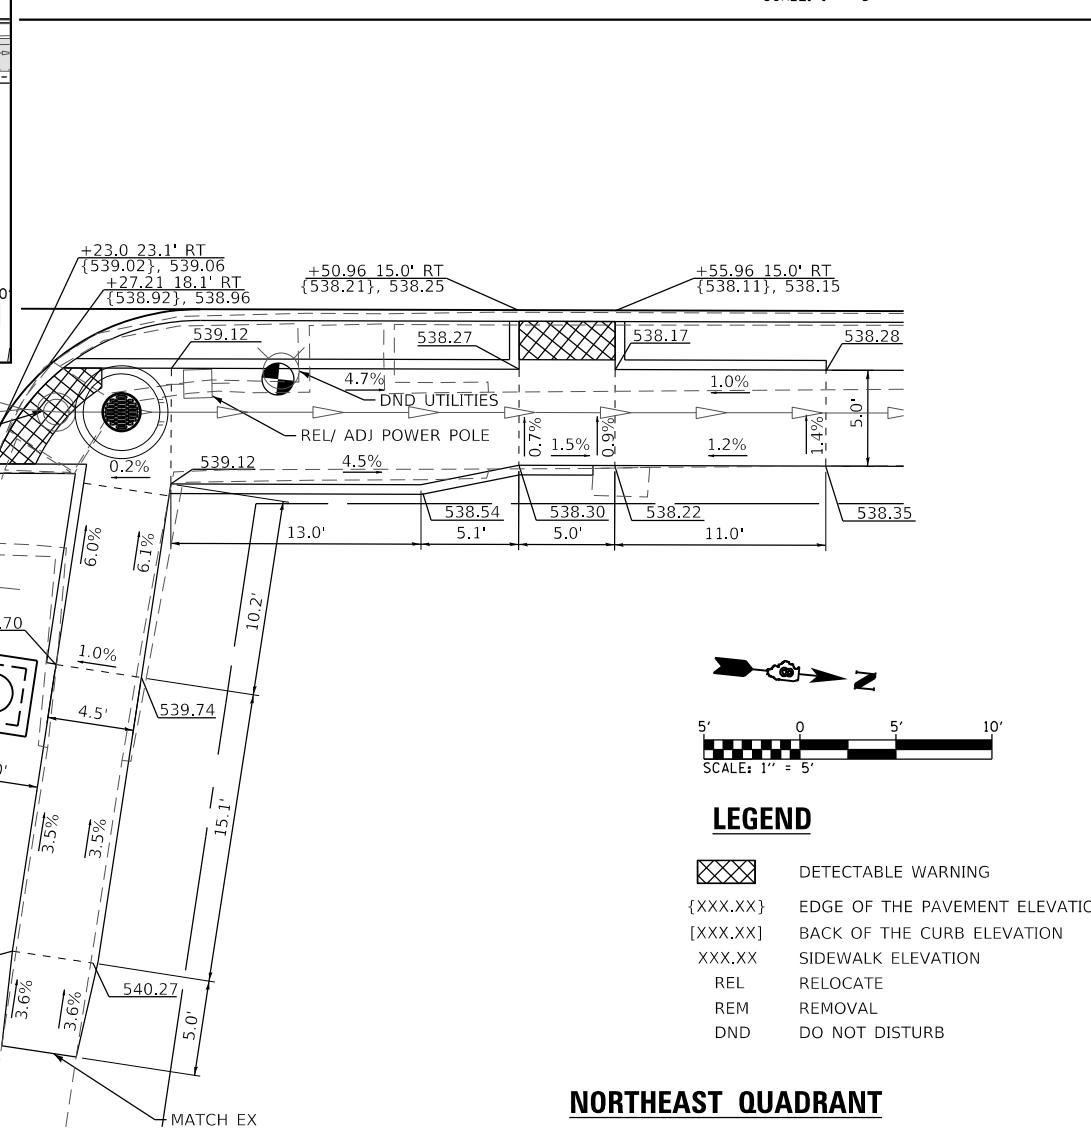 +23.0 23.1' RT
{539.02}, 539.06
+27.21 18.1' RT
{538.92}, 538.96
+50.96 15.0' RT
{538.21}, 538.25
+55.96 15.0' RT
{538.11}, 538.15
539.12
538.27
538.17
538.28
4.7%
DND UTILITIES
1.0%
REL/ ADJ POWER POLE
0.7%
1.5%
0.9%
1.2%
1.4%
5.0'
0.2%
539.12
4.5%
538.54
538.30
538.22
538.35
13.0'
5.1'
5.0'
11.0'
6.0%
6.1%
10.2'
.70
1.0%
539.74
4.5'
N
5' 0 5' 10'
SCALE: 1" = 5'
15.1'
3.5%
3.5%
LEGEND
DETECTABLE WARNING
{XXX.XX} EDGE OF THE PAVEMENT ELEVATIO
[XXX.XX] BACK OF THE CURB ELEVATION
XXX.XX SIDEWALK ELEVATION
REL RELOCATE
REM REMOVAL
DND DO NOT DISTURB
540.27
3.6%
3.6%
5.0'
MATCH EX
NORTHEAST QUADRANT